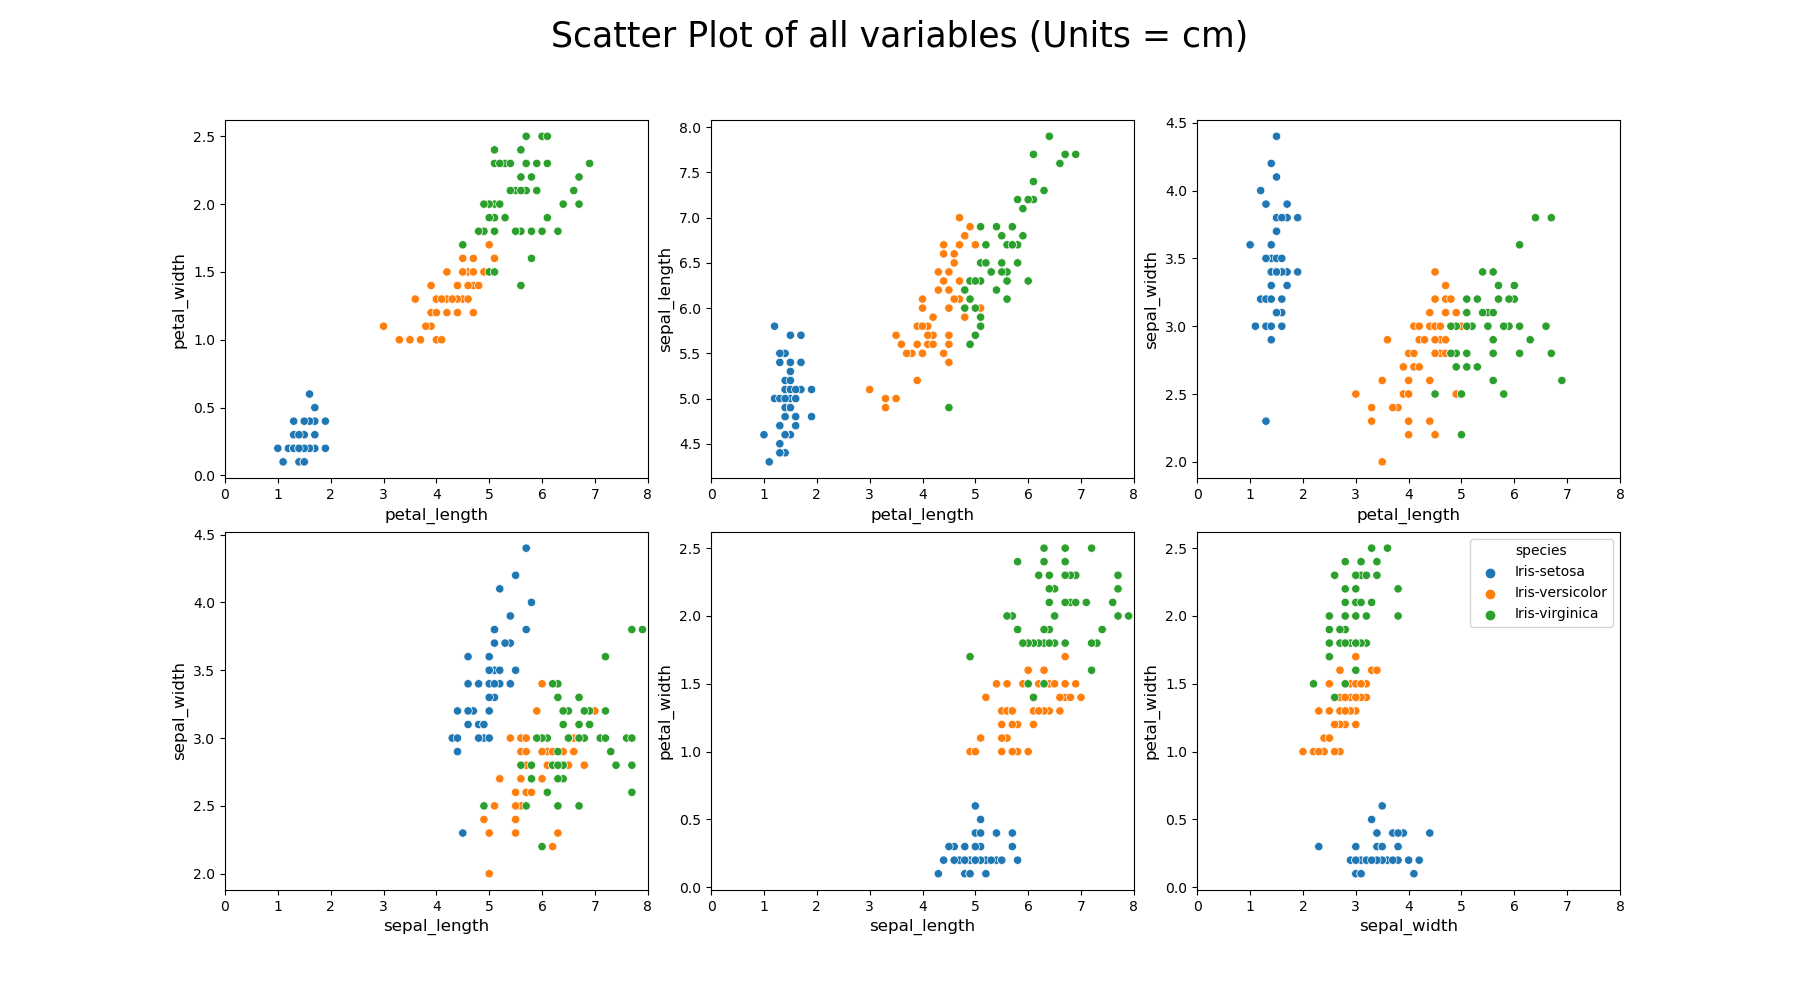 Scatter Plot of all variables (Units = cm)
petal_width
2.5
2.0
1.5
1.0
0.5
0.0
0 1 2 3 4 5 6 7 8
petal_length
sepal_length
8.0
7.5
7.0
6.5
6.0
5.5
5.0
4.5
0 1 2 3 4 5 6 7 8
petal_length
sepal_width
4.5
4.0
3.5
3.0
2.5
2.0
0 1 2 3 4 5 6 7 8
petal_length
sepal_width
4.5
4.0
3.5
3.0
2.5
2.0
0 1 2 3 4 5 6 7 8
sepal_length
petal_width
2.5
2.0
1.5
1.0
0.5
0.0
0 1 2 3 4 5 6 7 8
sepal_length
petal_width
2.5
2.0
1.5
1.0
0.5
0.0
0 1 2 3 4 5 6 7 8
sepal_width
species
Iris-setosa
Iris-versicolor
Iris-virginica